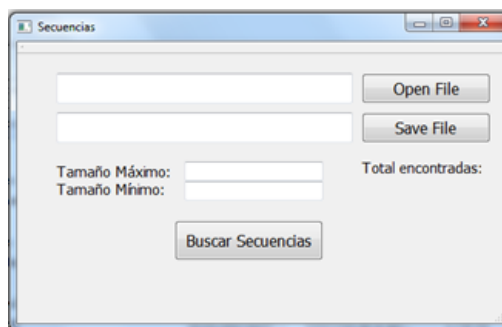 Secuencias
Open File
Save File
Tamaño Máximo:
Total encontradas:
Tamaño Mínimo:
Buscar Secuencias